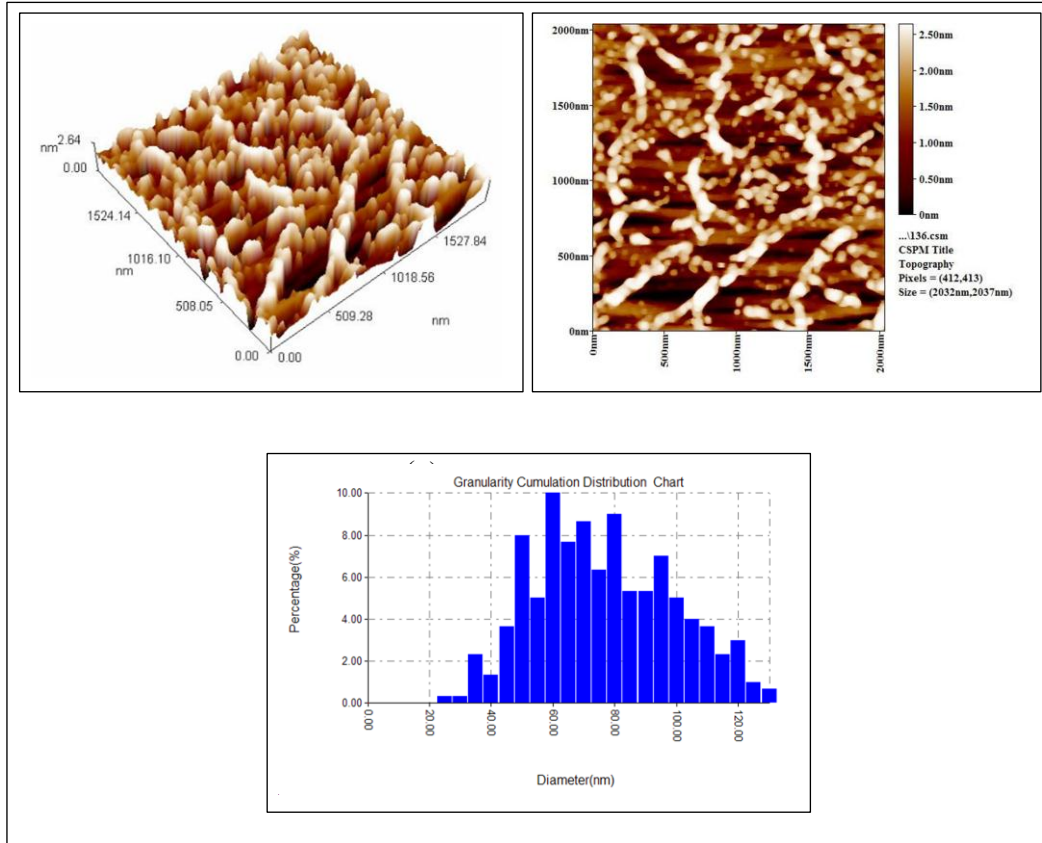 nm
2.64
0.00
1524.14
1016.10
nm
508.05
0.00
0.00
509.28
1018.56
1527.84
nm
2000nm
1500nm
1000nm
500nm
0nm
0nm
500nm
1000nm
1500nm
2000nm
2.50nm
2.00nm
1.50nm
1.00nm
0.50nm
0nm
...\136.csm
CSPM Title
Topography
Pixels = (412,413)
Size = (2032nm,2037nm)
Granularity Cumulation Distribution Chart
Percentage(%)
10.00
8.00
6.00
4.00
2.00
0.00
0.00
20.00
40.00
60.00
80.00
100.00
120.00
Diameter(nm)